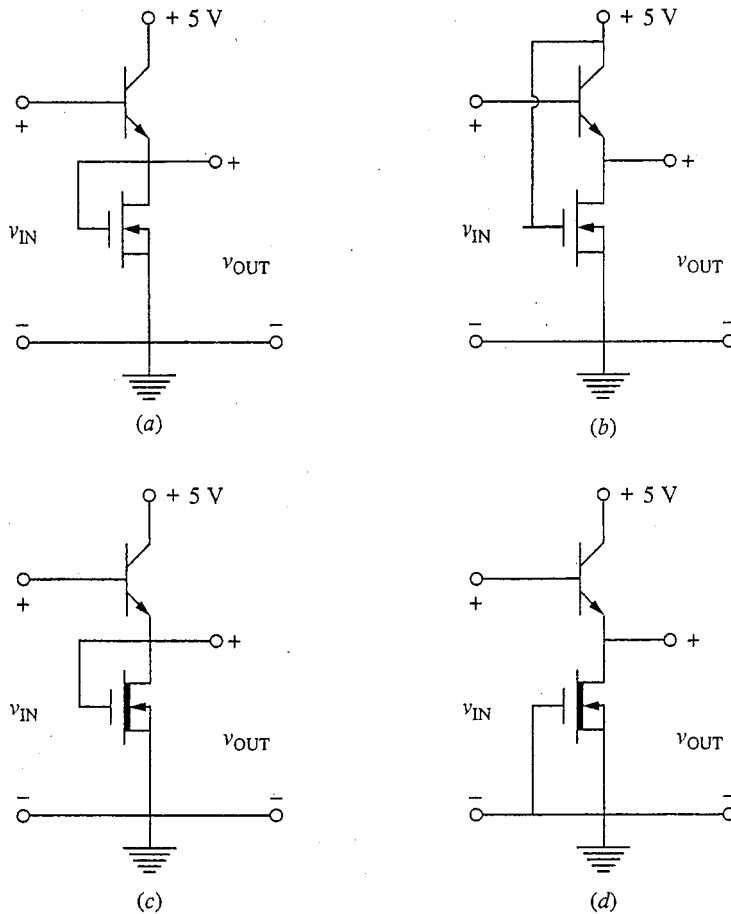 + 5 V
+ 5 V
+
+
+
+
v_IN
v_OUT
v_IN
v_OUT
−
−
−
−
(a)
(b)
+ 5 V
+ 5 V
+
+
+
+
v_IN
v_OUT
v_IN
v_OUT
−
−
−
−
(c)
(d)